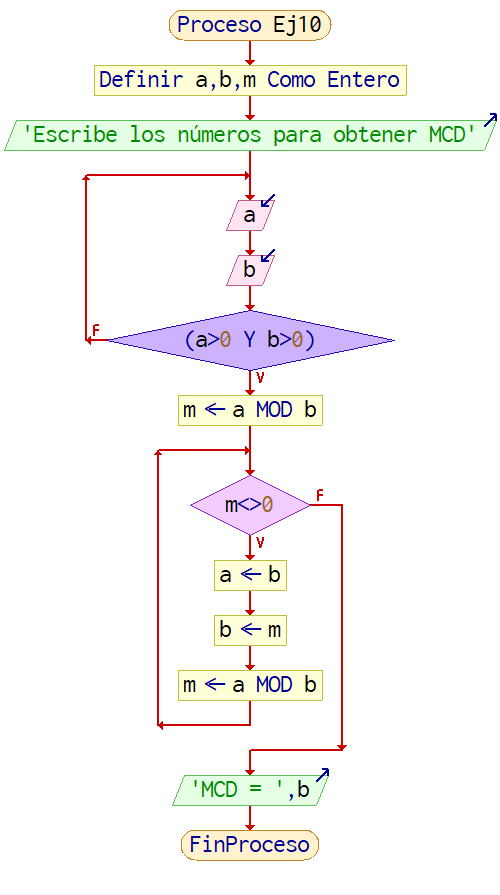 Proceso Ej10
Definir a,b,m Como Entero
'Escribe los números para obtener MCD'
a
b
F
(a>0 Y b>0)
V
m ← a MOD b
F
m<>0
V
a ← b
b ← m
m ← a MOD b
'MCD = ',b
FinProceso